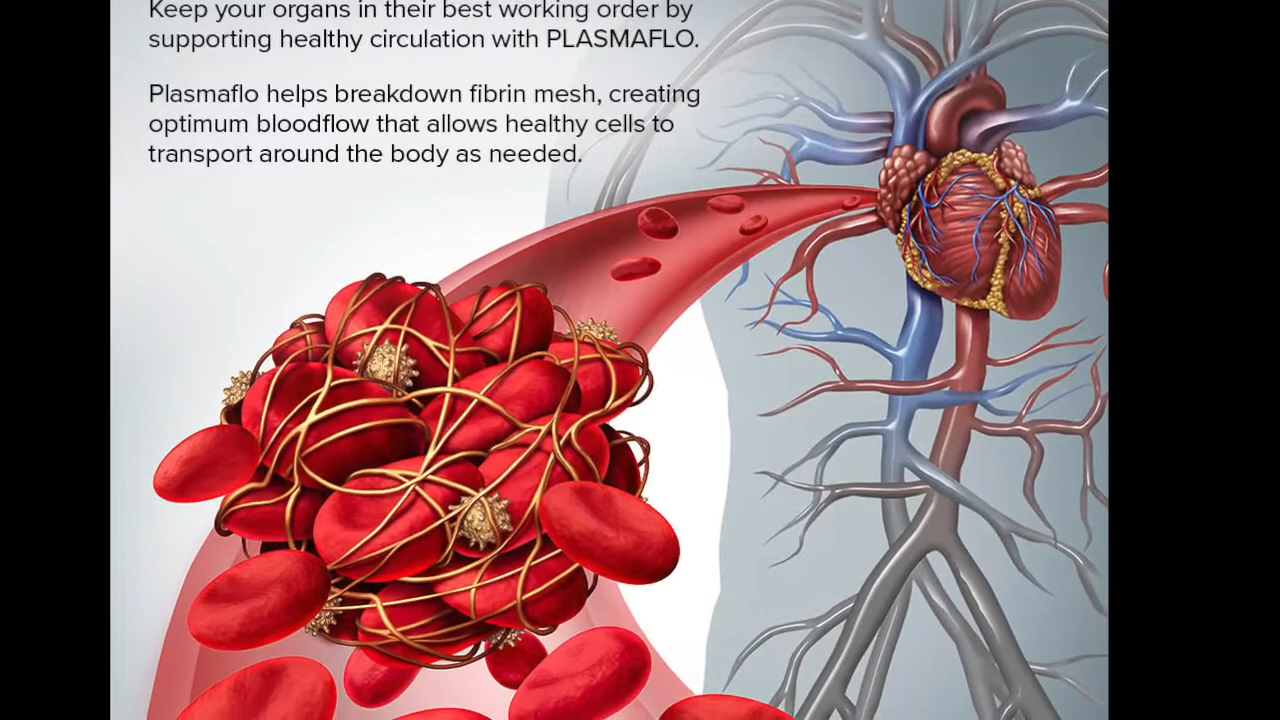 Keep your organs in their best working order by
supporting healthy circulation with PLASMAFLO.
Plasmaflo helps breakdown fibrin mesh, creating
optimum bloodflow that allows healthy cells to
transport around the body as needed.